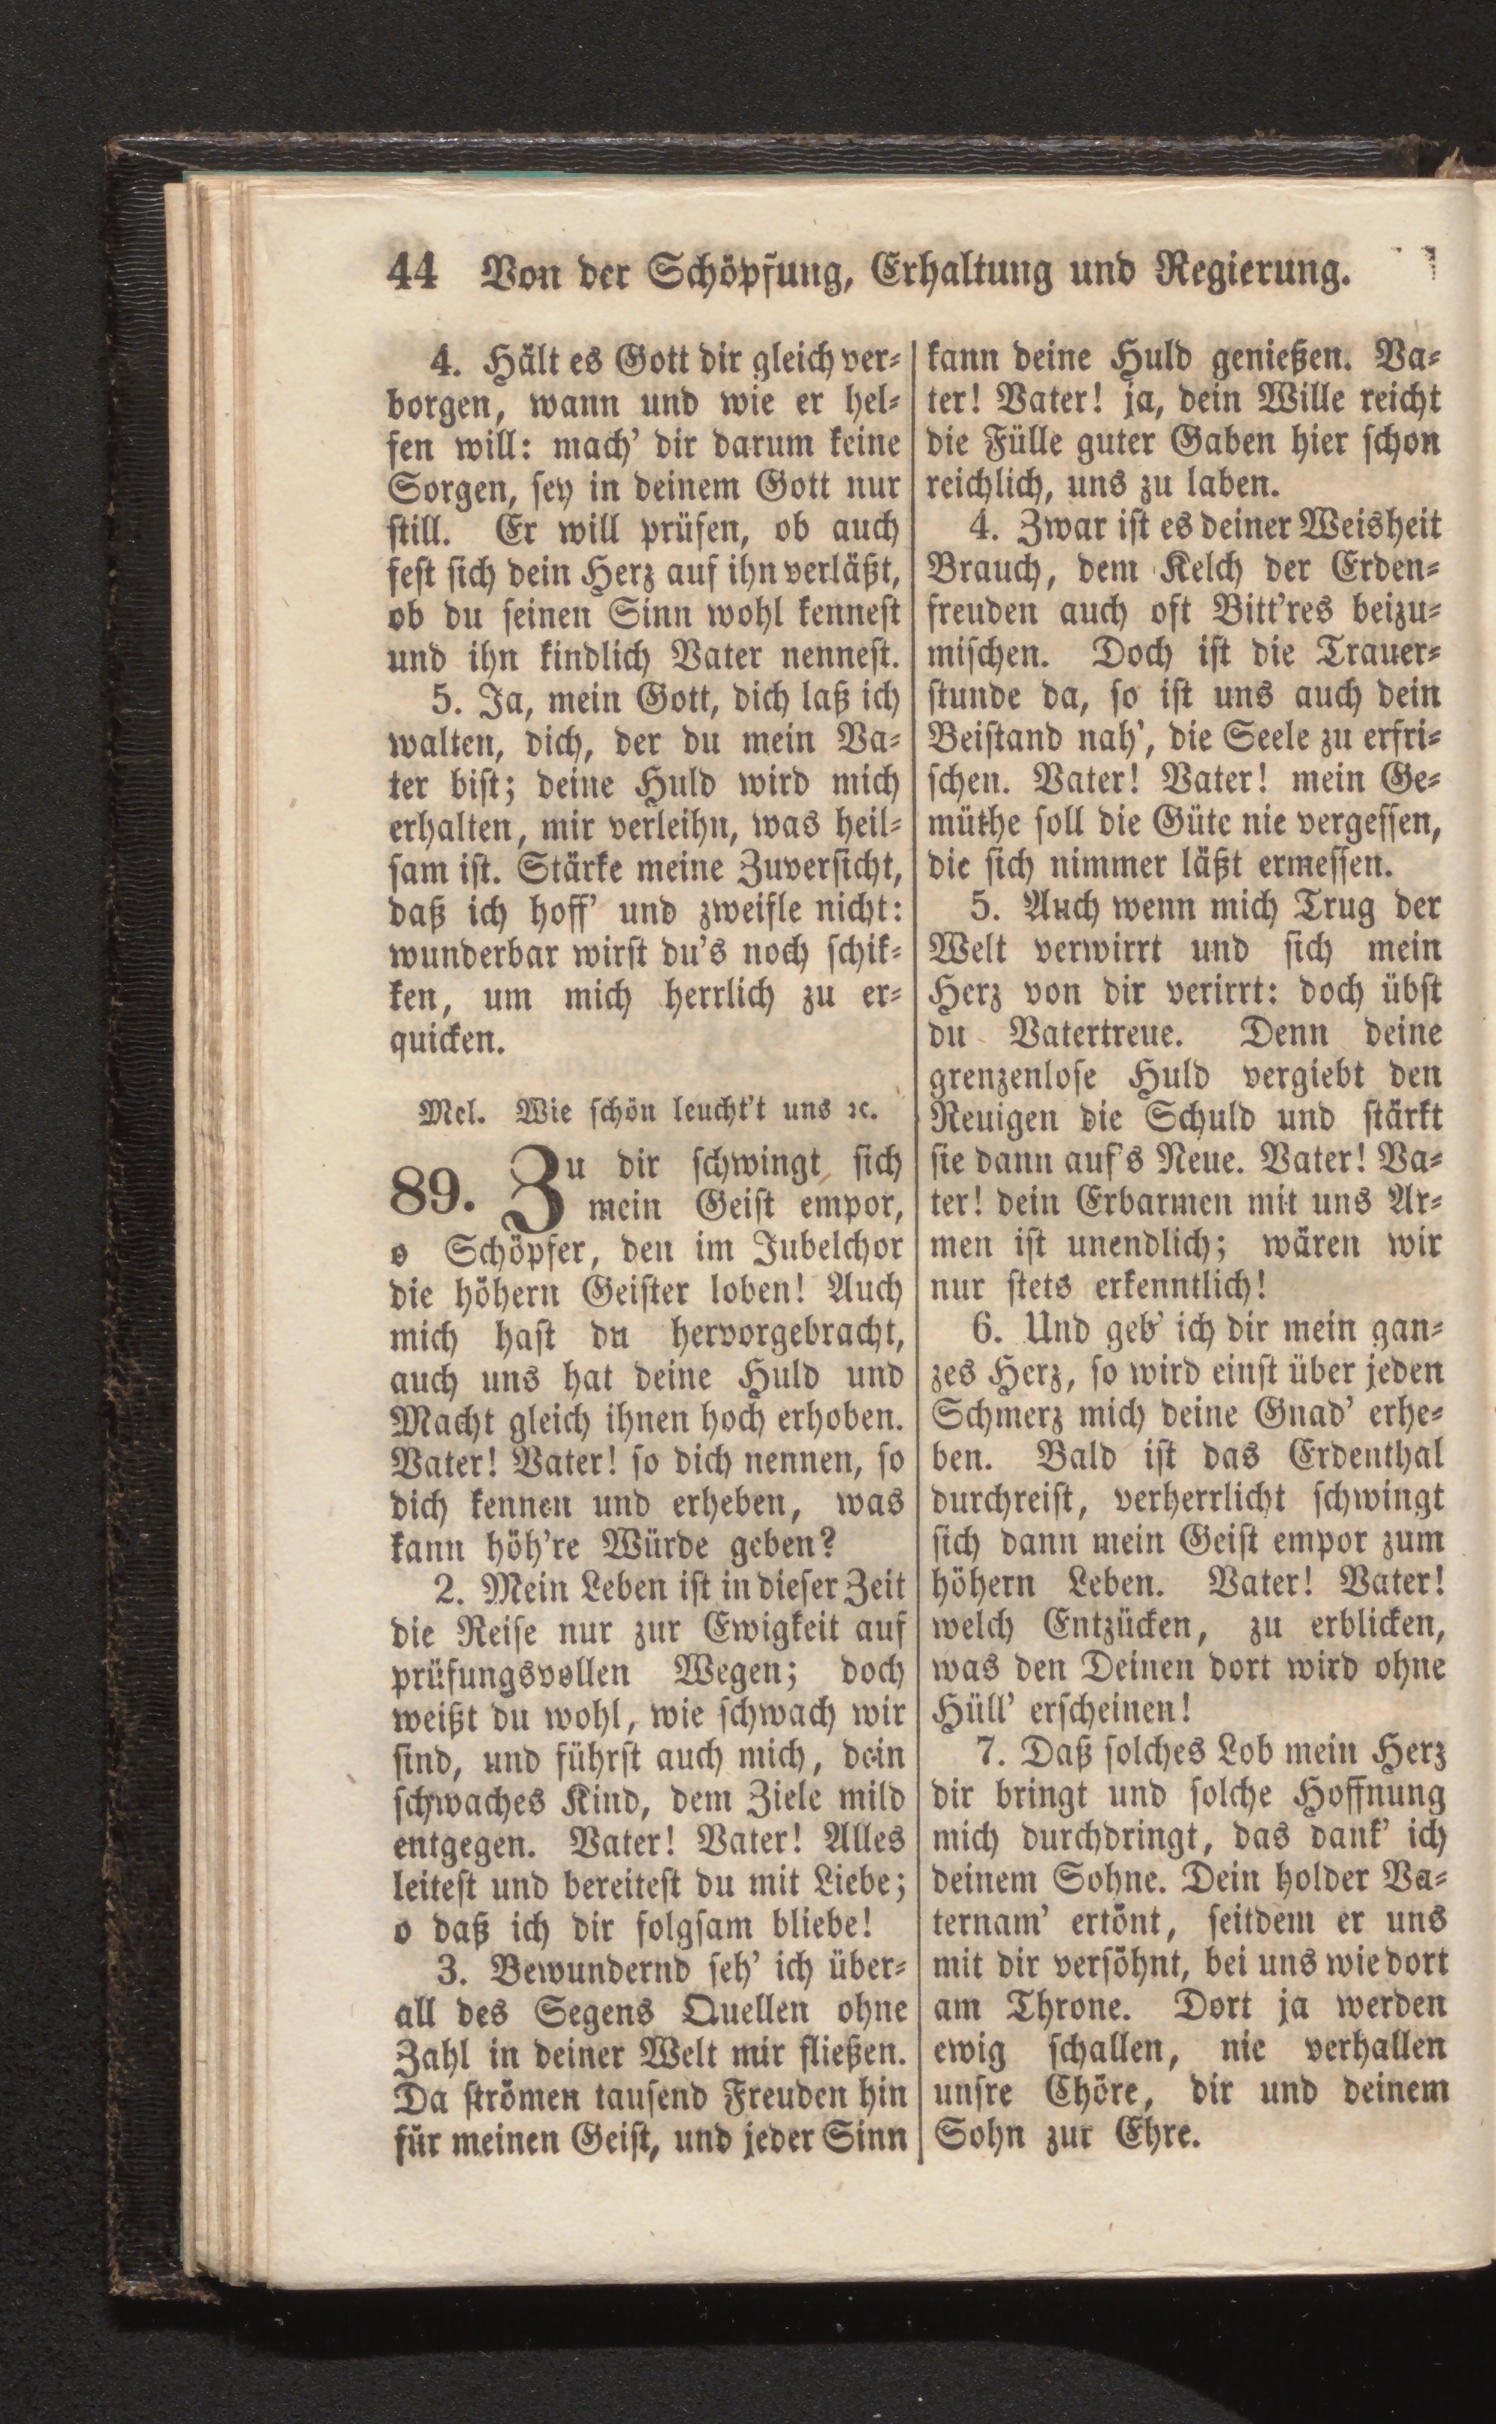 44 Von der Schöpfung, Erhaltung und Regierung.
4. Hält es Gott dir gleich ver-
borgen, wann und wie er hel-
fen will: mach' dir darum keine
Sorgen, sey in deinem Gott nur
still. Er will prüfen, ob auch
fest sich dein Herz auf ihn verläßt,
ob du seinen Sinn wohl kennest
und ihn kindlich Vater nennest.
5. Ja, mein Gott, dich laß ich
walten, dich, der du mein Va-
ter bist; deine Huld wird mich
erhalten, mir verleihn, was heil-
sam ist. Stärke meine Zuversicht,
daß ich hoff' und zweifle nicht:
wunderbar wirst du's noch schik-
ken, um mich herrlich zu er-
quicken.
Mel. Wie schön leucht't uns ꝛc.
89. Zu dir schwingt sich
mein Geist empor,
o Schöpfer, den im Jubelchor
die höhern Geister loben! Auch
mich hast du hervorgebracht,
auch uns hat deine Huld und
Macht gleich ihnen hoch erhoben.
Vater! Vater! so dich nennen, so
dich kennen und erheben, was
kann höh're Würde geben?
2. Mein Leben ist in dieser Zeit
die Reise nur zur Ewigkeit auf
prüfungsvollen Wegen; doch
weißt du wohl, wie schwach wir
sind, und führst auch mich, dein
schwaches Kind, dem Ziele mild
entgegen. Vater! Vater! Alles
leitest und bereitest du mit Liebe;
o daß ich dir folgsam bliebe!
3. Bewundernd seh' ich über-
all des Segens Quellen ohne
Zahl in deiner Welt mir fließen.
Da strömen tausend Freuden hin
für meinen Geist, und jeder Sinn
kann deine Huld genießen. Va-
ter! Vater! ja, dein Wille reicht
die Fülle guter Gaben hier schon
reichlich, uns zu laben.
4. Zwar ist es deiner Weisheit
Brauch, dem Kelch der Erden-
freuden auch oft Bitt'res beizu-
mischen. Doch ist die Trauer-
stunde da, so ist uns auch dein
Beistand nah', die Seele zu erfri-
schen. Vater! Vater! mein Ge-
müthe soll die Güte nie vergessen,
die sich nimmer läßt ermessen.
5. Auch wenn mich Trug der
Welt verwirrt und sich mein
Herz von dir verirrt: doch übst
du Vatertreue. Denn deine
grenzenlose Huld vergiebt den
Reuigen die Schuld und stärkt
sie dann auf's Neue. Vater! Va-
ter! dein Erbarmen mit uns Ar-
men ist unendlich; wären wir
nur stets erkenntlich!
6. Und geb' ich dir mein gan-
zes Herz, so wird einst über jeden
Schmerz mich deine Gnad' erhe-
ben. Bald ist das Erdenthal
durchreist, verherrlicht schwingt
sich dann mein Geist empor zum
höhern Leben. Vater! Vater!
welch Entzücken, zu erblicken,
was den Deinen dort wird ohne
Hüll' erscheinen!
7. Daß solches Lob mein Herz
dir bringt und solche Hoffnung
mich durchdringt, das dank' ich
deinem Sohne. Dein holder Va-
ternam' ertönt, seitdem er uns
mit dir versöhnt, bei uns wie dort
am Throne. Dort ja werden
ewig schallen, nie verhallen
unsre Chöre, dir und deinem
Sohn zur Ehre.